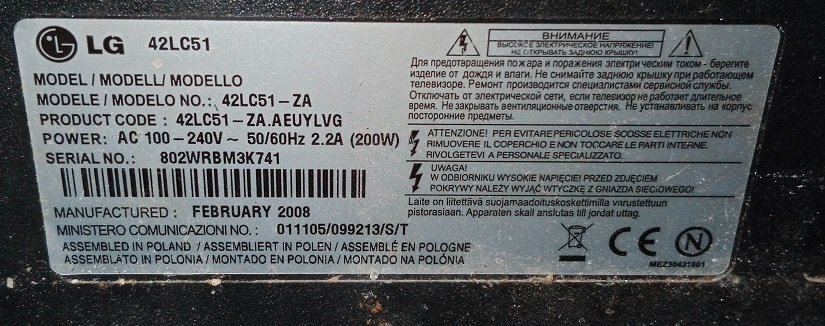 LG 42LC51
MODEL / MODELL/ MODELLO
MODELE / MODELO NO.: 42LC51-ZA
PRODUCT CODE : 42LC51-ZA.AEUYLVG
POWER: AC 100-240V~ 50/60Hz 2.2A (200W)
SERIAL NO.: 802WRBM3K741
MANUFACTURED : FEBRUARY 2008
MINISTERO COMUNICAZIONI NO.: 011105/099213/S/T
ASSEMBLED IN POLAND / ASSEMBLIERT IN POLEN / ASSEMBLÉ EN POLOGNE
ASSEMBLATO IN POLONIA / MONTADO EN POLONIA / MONTADO NA POLÓNIA
ВНИМАНИЕ
ВЫСОКОЕ ЭЛЕКТРИЧЕСКОЕ НАПРЯЖЕНИЕ!
НЕ ОТКРЫВАТЬ ЗАДНЮЮ КРЫШКУ!
Для предотвращения пожара и поражения электрическим током - берегите
изделие от дождя и влаги. Не снимайте заднюю крышку при работающем
телевизоре. Ремонт производится специалистами сервисной службы.
Отключать от электрической сети, если телевизор не работает длительное
время. Не закрывать вентиляционные отверстия. Не устанавливать на корпус
посторонние предметы.
ATTENZIONE! PER EVITARE PERICOLOSE SCOSSE ELETTRICHE NON
RIMUOVERE IL COPERCHIO E NON TOCCARE LE PARTI INTERNE.
RIVOLGETEVI A PERSONALE SPECIALIZZATO.
UWAGA!
W ODBIORNIKU WYSOKIE NAPIĘCIE! PRZED ZDJĘCIEM
POKRYWY NALEŻY WYJĄĆ WTYCZKĘ Z GNIAZDA SIECIOWEGO!
Laite on liitettävä suojamaadoituskoskettimilla varustettuun
pistorasiaan. Apparaten skall anslutas till jordat uttag.
CE N
MEZ30431801